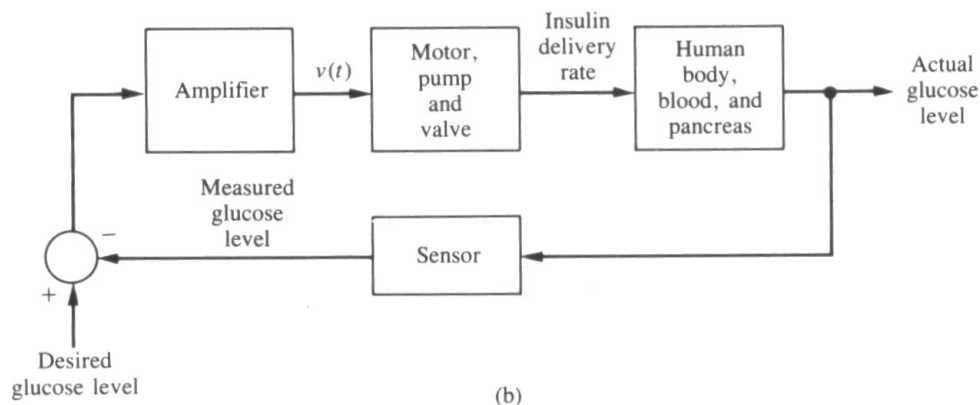 Amplifier
v(t)
Motor,
pump
and
valve
Insulin
delivery
rate
Human
body,
blood, and
pancreas
Actual
glucose
level
Measured
glucose
level
Sensor
−
+
Desired
glucose level
(b)